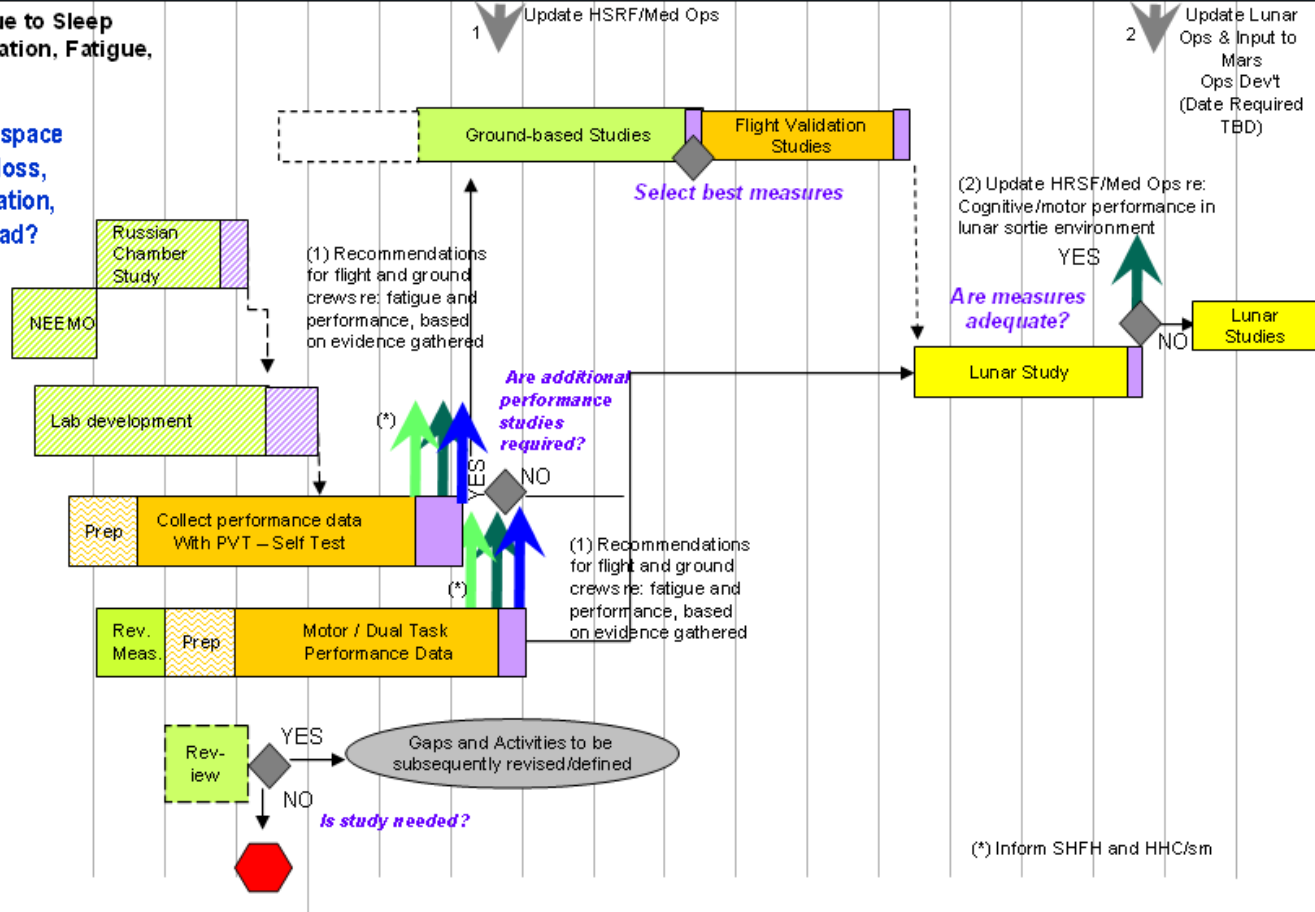 ue to Sleep
ation, Fatigue,
space
loss,
ation,
ad?
1
Update HSRF/Med Ops
2
Update Lunar
Ops & Input to
Mars
Ops Dev't
(Date Required
TBD)
Ground-based Studies
Flight Validation
Studies
Select best measures
(2) Update HRSF/Med Ops re:
Cognitive/motor performance in
lunar sortie environment
YES
Are measures
adequate?
NO
Lunar
Studies
Lunar Study
Russian
Chamber
Study
NEEMO
(1) Recommendations
for flight and ground
crews re: fatigue and
performance, based
on evidence gathered
Lab development
(*)
Are additional
performance
studies
required?
YES
NO
Prep
Collect performance data
With PVT – Self Test
(*)
(1) Recommendations
for flight and ground
crews re: fatigue and
performance, based
on evidence gathered
Rev.
Meas.
Prep
Motor / Dual Task
Performance Data
Rev-
iew
YES
NO
Gaps and Activities to be
subsequently revised/defined
Is study needed?
(*) Inform SHFH and HHC/sm